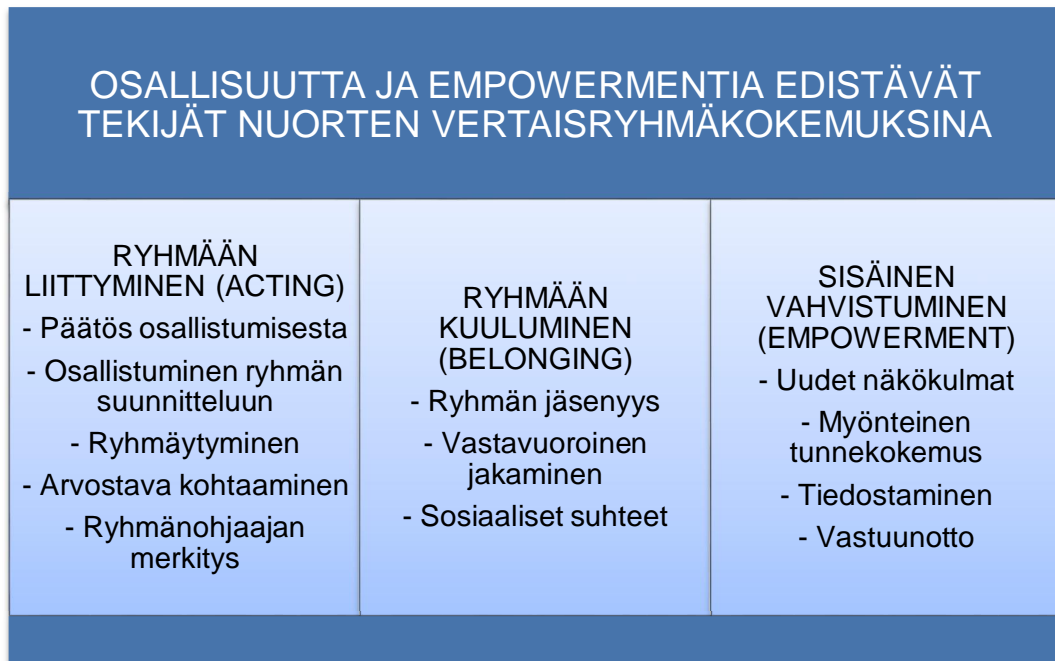 OSALLISUUTTA JA EMPOWERMENTIA EDISTÄVÄT
TEKIJÄT NUORTEN VERTAISRYHMÄKOKEMUKSINA
RYHMÄÄN
LIITTYMINEN (ACTING)
- Päätös osallistumisesta
- Osallistuminen ryhmän
suunnitteluun
- Ryhmäytyminen
- Arvostava kohtaaminen
- Ryhmänohjaajan
merkitys
RYHMÄÄN
KUULUMINEN
(BELONGING)
- Ryhmän jäsenyys
- Vastavuoroinen
jakaminen
- Sosiaaliset suhteet
SISÄINEN
VAHVISTUMINEN
(EMPOWERMENT)
- Uudet näkökulmat
- Myönteinen
tunnekokemus
- Tiedostaminen
- Vastuunotto